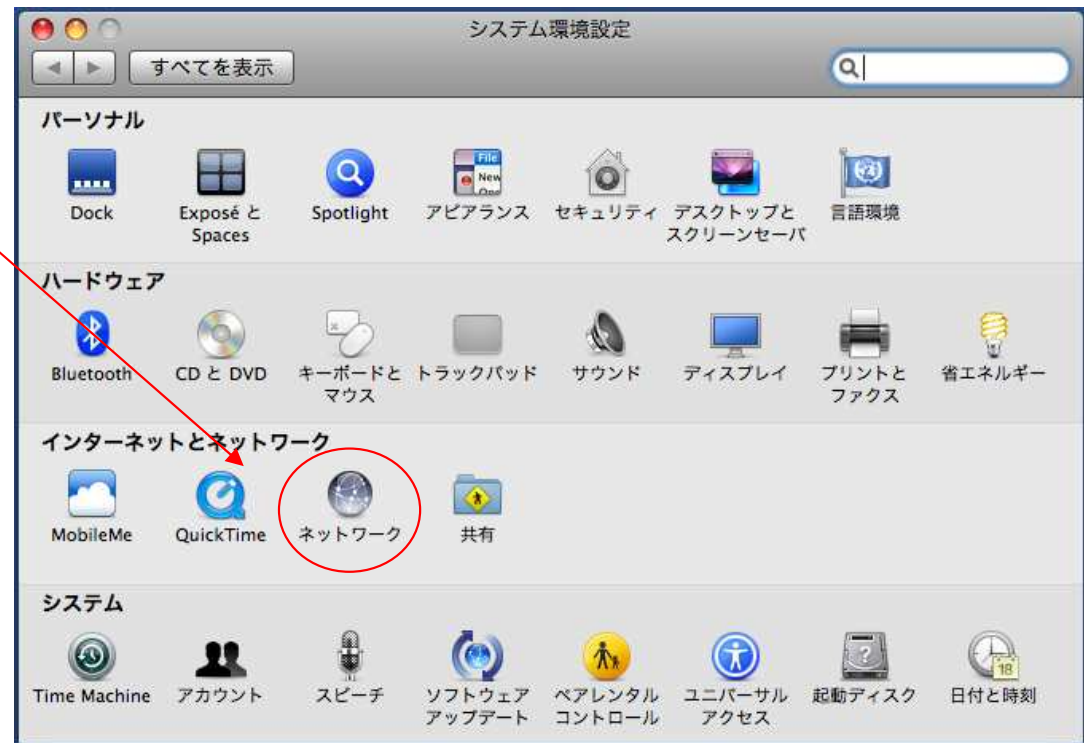 システム環境設定
すべてを表示
パーソナル
Dock
Exposé と
Spaces
Spotlight
File
New
Ope
アピアランス
セキュリティ
デスクトップと
スクリーンセーバ
言語環境
ハードウェア
Bluetooth
CD と DVD
キーボードと
マウス
トラックパッド
サウンド
ディスプレイ
プリントと
ファクス
省エネルギー
インターネットとネットワーク
MobileMe
QuickTime
ネットワーク
共有
システム
Time Machine
アカウント
スピーチ
ソフトウェア
アップデート
ペアレンタル
コントロール
ユニバーサル
アクセス
?
起動ディスク
18
日付と時刻